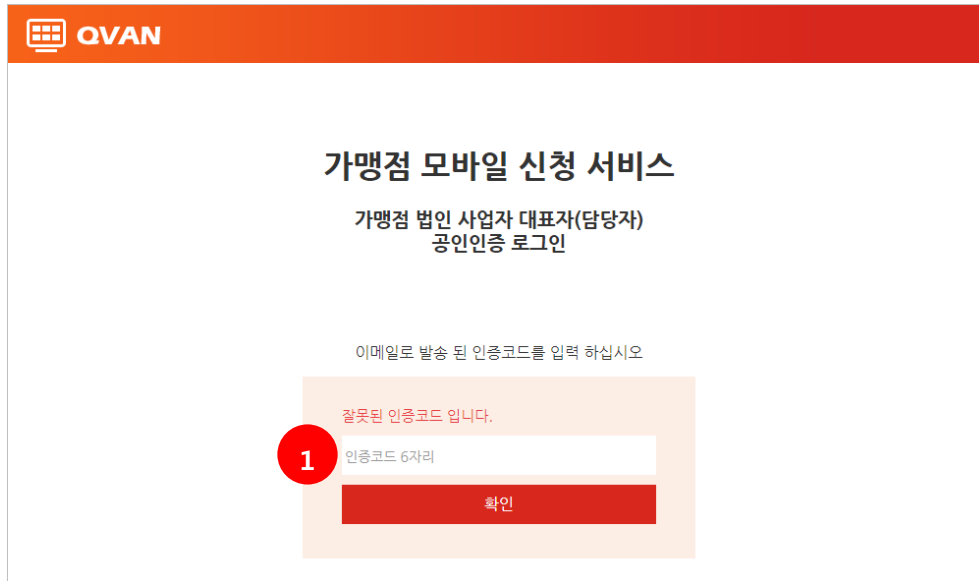 QVAN
가맹점 모바일 신청 서비스
가맹점 법인 사업자 대표자(담당자)
공인인증 로그인
이메일로 발송 된 인증코드를 입력 하십시오
잘못된 인증코드 입니다.
1
인증코드 6자리
확인